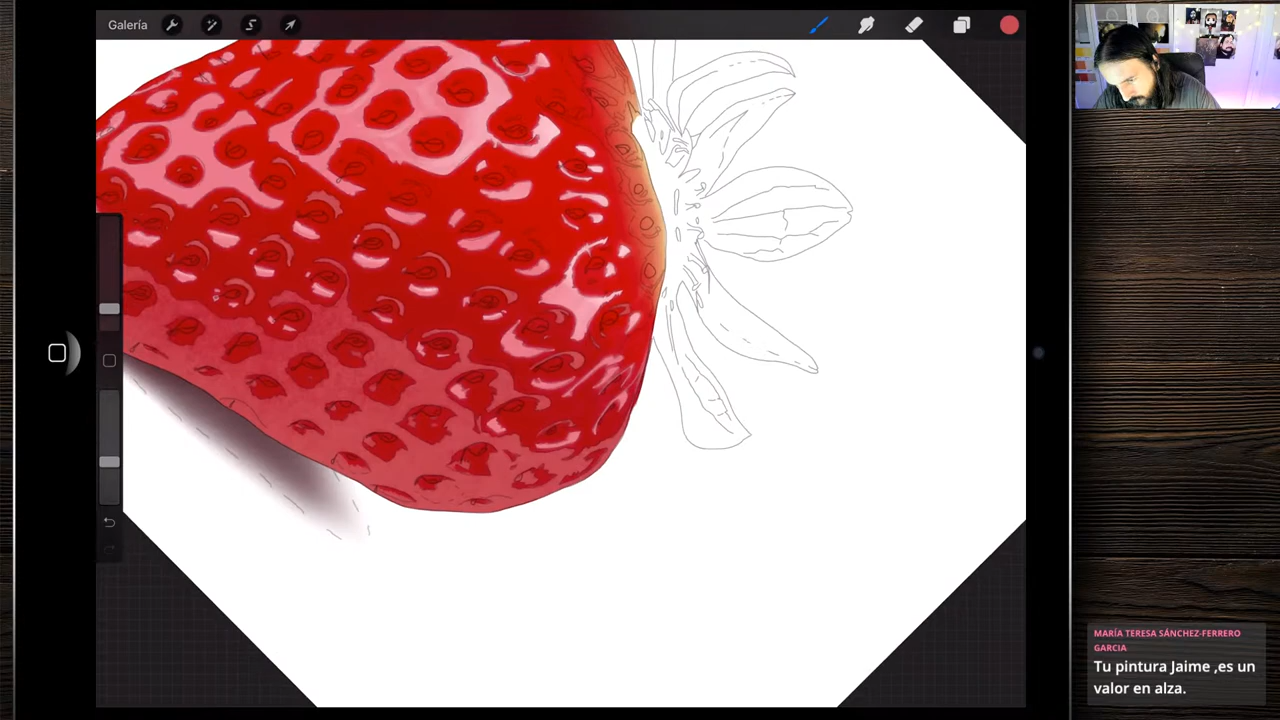 Galería
MARÍA TERESA SÁNCHEZ-FERRERO
GARCIA
Tu pintura Jaime ,es un
valor en alza.